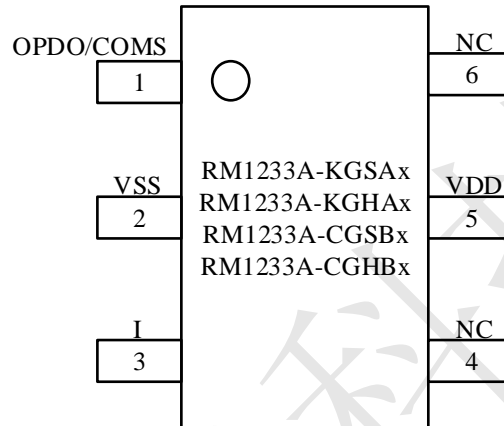 OPDO/COMS
1
NC
6
VSS
2
VDD
5
I
3
NC
4
RM1233A-KGSAx
RM1233A-KGHAx
RM1233A-CGSBx
RM1233A-CGHBx